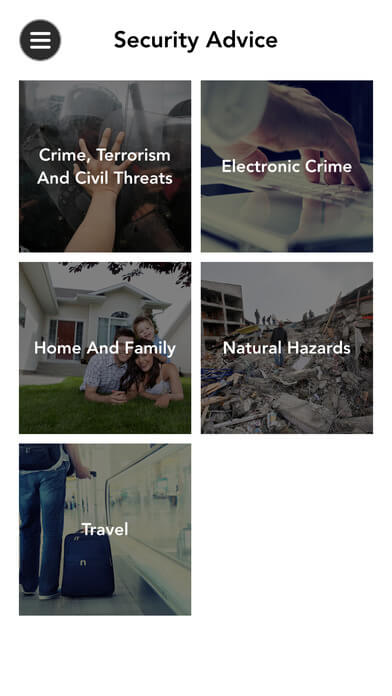 Security Advice
Crime, Terrorism
And Civil Threats
Electronic Crime
Home And Family
Natural Hazards
Travel